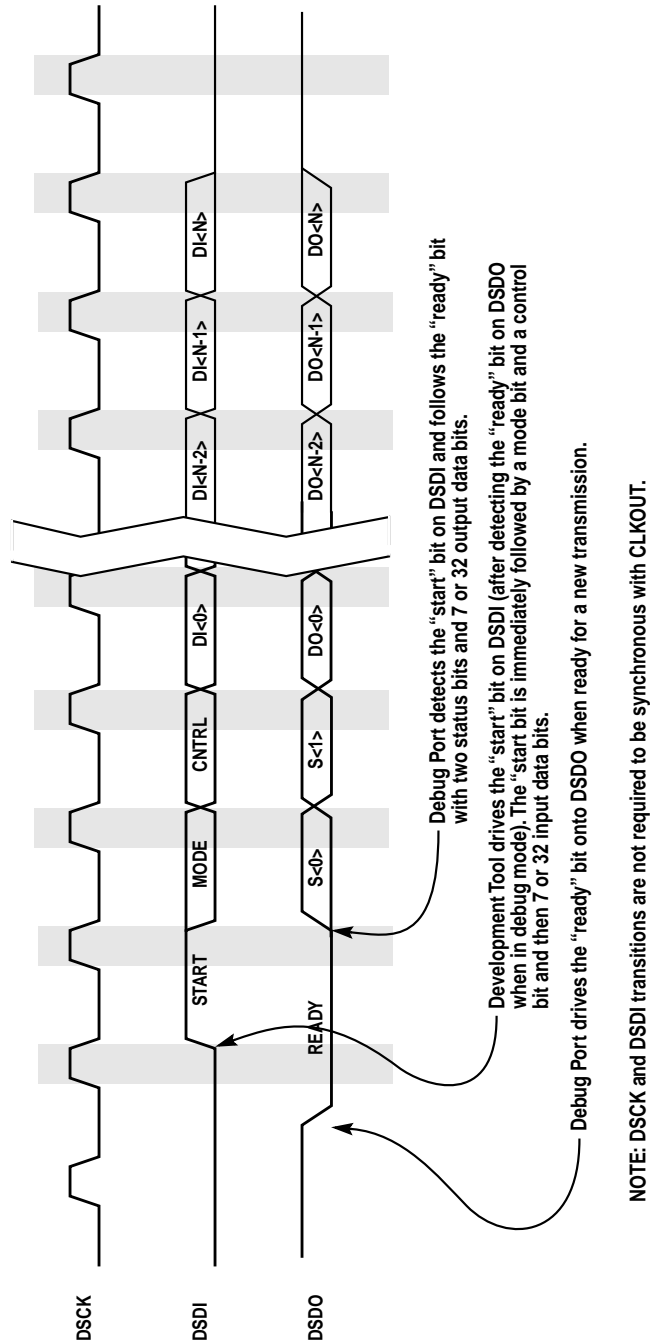 DSCK
DSDI
START
MODE
CNTRL
DI<0>
DI<N-2>
DI<N-1>
DI<N>
DSDO
READY
S<0>
S<1>
DO<0>
DO<N-2>
DO<N-1>
DO<N>
Debug Port detects the “start” bit on DSDI and follows the “ready” bit
with two status bits and 7 or 32 output data bits.
Development Tool drives the “start” bit on DSDI (after detecting the “ready” bit on DSDO
when in debug mode). The “start bit is immediately followed by a mode bit and a control
bit and then 7 or 32 input data bits.
Debug Port drives the “ready” bit onto DSDO when ready for a new transmission.
NOTE: DSCK and DSDI transitions are not required to be synchronous with CLKOUT.